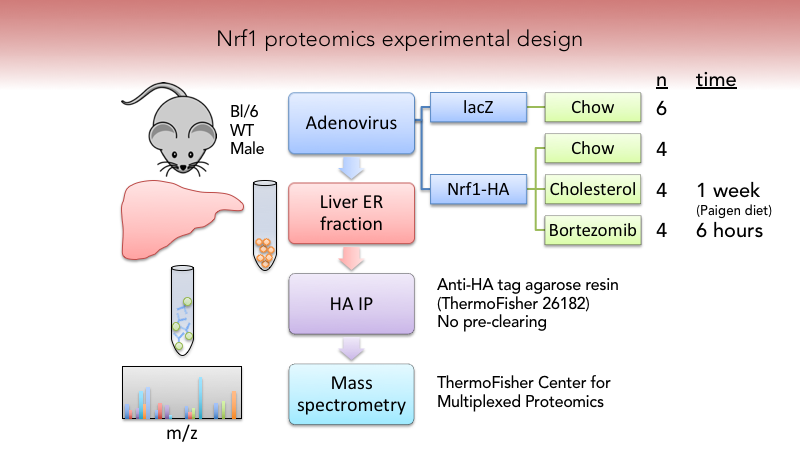 Nrf1 proteomics experimental design
n time
Bl/6
WT
Male
Adenovirus
lacZ
Chow
6
Chow
4
Nrf1-HA
Cholesterol
4
1 week
(Paigen diet)
Bortezomib
4
6 hours
Liver ER
fraction
HA IP
Anti-HA tag agarose resin
(ThermoFisher 26182)
No pre-clearing
Mass
spectrometry
ThermoFisher Center for
Multiplexed Proteomics
m/z